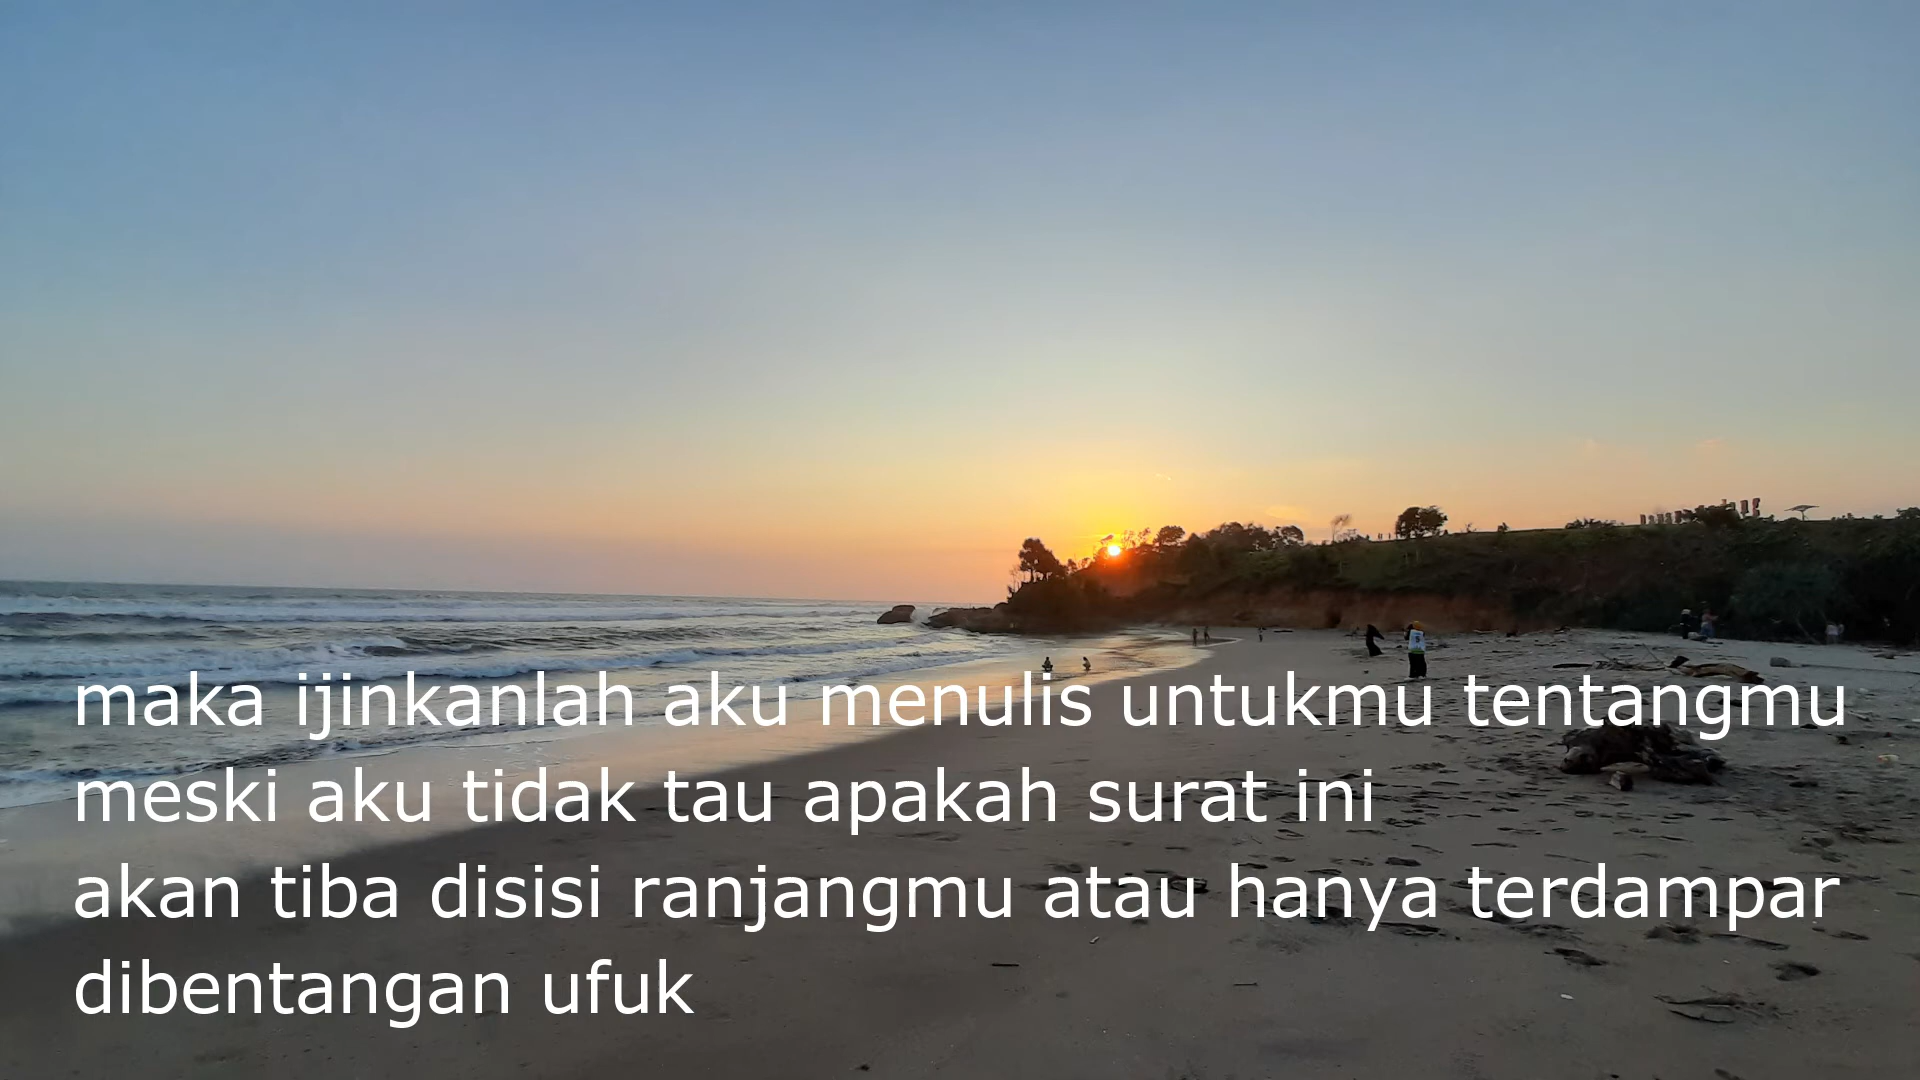 maka ijinkanlah aku menulis untukmu tentangmu
meski aku tidak tau apakah surat ini
akan tiba disisi ranjangmu atau hanya terdampar
dibentangan ufuk